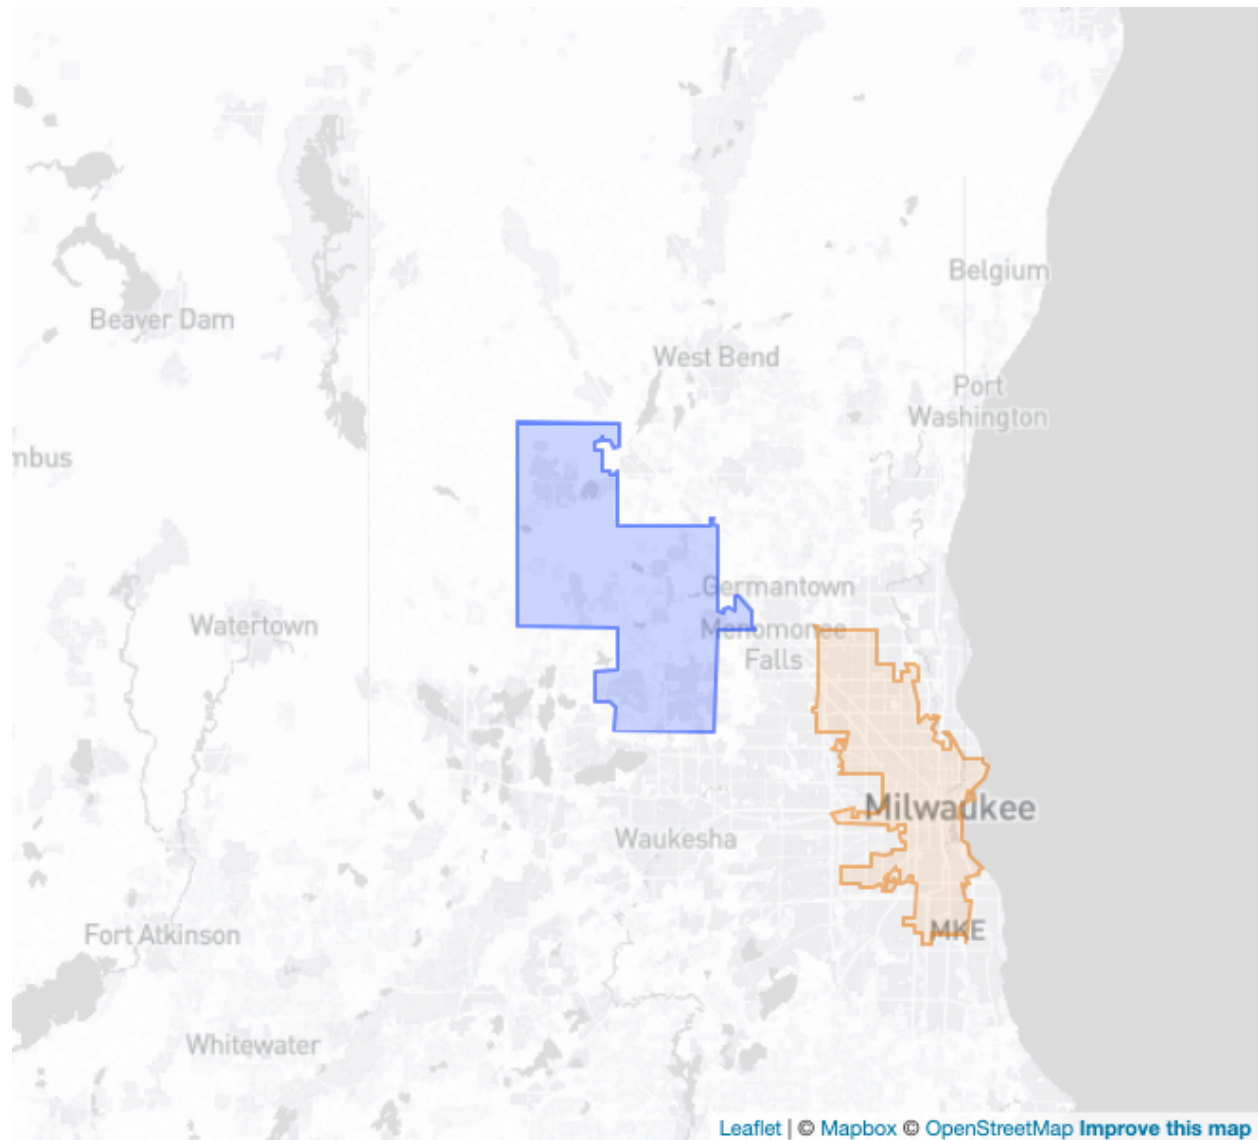 Belgium
Beaver Dam
West Bend
Port
Washington
mbus
Germantown
Watertown
Menomonee
Falls
Milwaukee
Waukesha
Fort Atkinson
MKE
Whitewater
Leaflet | © Mapbox © OpenStreetMap Improve this map